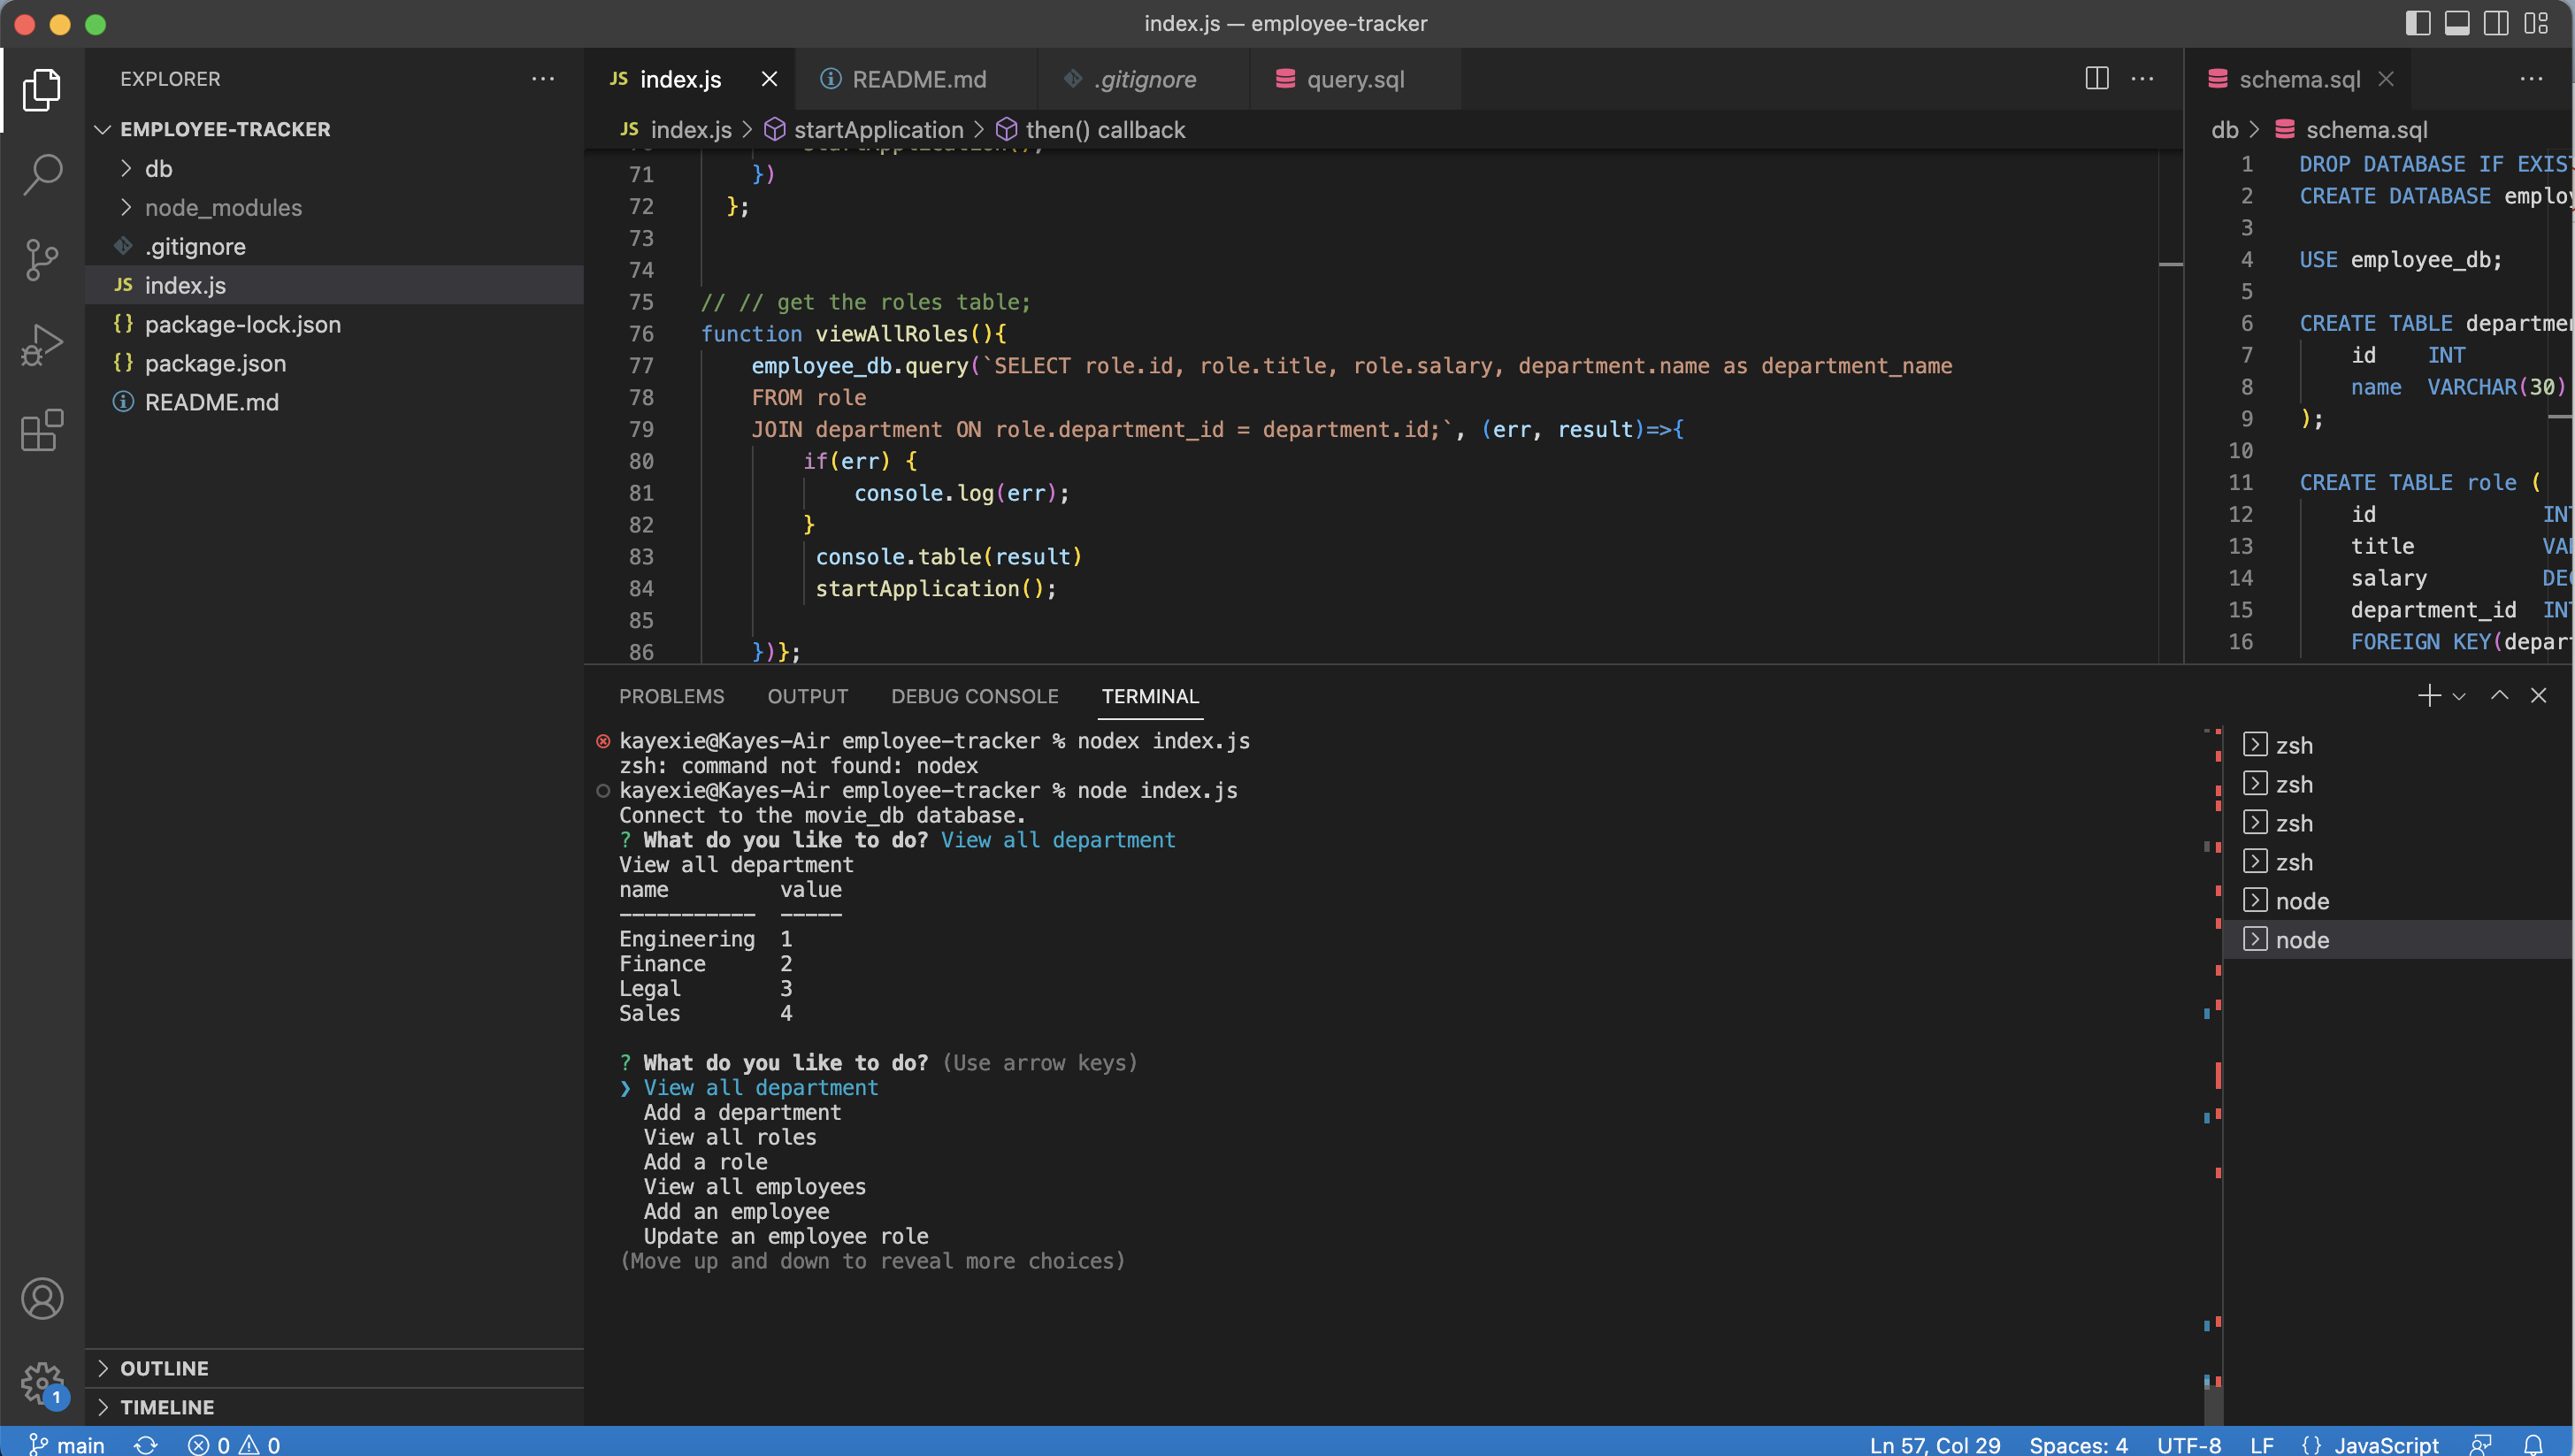 index.js — employee-tracker
EXPLORER
EMPLOYEE-TRACKER
db
node_modules
.gitignore
JS index.js
{} package-lock.json
{} package.json
README.md
OUTLINE
TIMELINE
JS index.js
README.md
.gitignore
query.sql
JS index.js > startApplication > then() callback
71 })
72 };
73
74
75 // // get the roles table;
76 function viewAllRoles(){
77 employee_db.query(`SELECT role.id, role.title, role.salary, department.name as department_name
78 FROM role
79 JOIN department ON role.department_id = department.id;`, (err, result)=>{
80 if(err) {
81 console.log(err);
82 }
83 console.table(result)
84 startApplication();
85
86 })};
schema.sql
db > schema.sql
1 DROP DATABASE IF EXIS
2 CREATE DATABASE employ
3
4 USE employee_db;
5
6 CREATE TABLE departme
7 id INT
8 name VARCHAR(30)
9 );
10
11 CREATE TABLE role (
12 id IN
13 title VA
14 salary DE
15 department_id IN
16 FOREIGN KEY(depar
PROBLEMS OUTPUT DEBUG CONSOLE TERMINAL
kayexie@Kayes-Air employee-tracker % nodex index.js
zsh: command not found: nodex
kayexie@Kayes-Air employee-tracker % node index.js
Connect to the movie_db database.
? What do you like to do? View all department
View all department
name value
----------- -----
Engineering 1
Finance 2
Legal 3
Sales 4
? What do you like to do? (Use arrow keys)
❯ View all department
Add a department
View all roles
Add a role
View all employees
Add an employee
Update an employee role
(Move up and down to reveal more choices)
zsh
zsh
zsh
zsh
node
node
1
main
0 0
Ln 57, Col 29 Spaces: 4 UTF-8 LF {} JavaScript